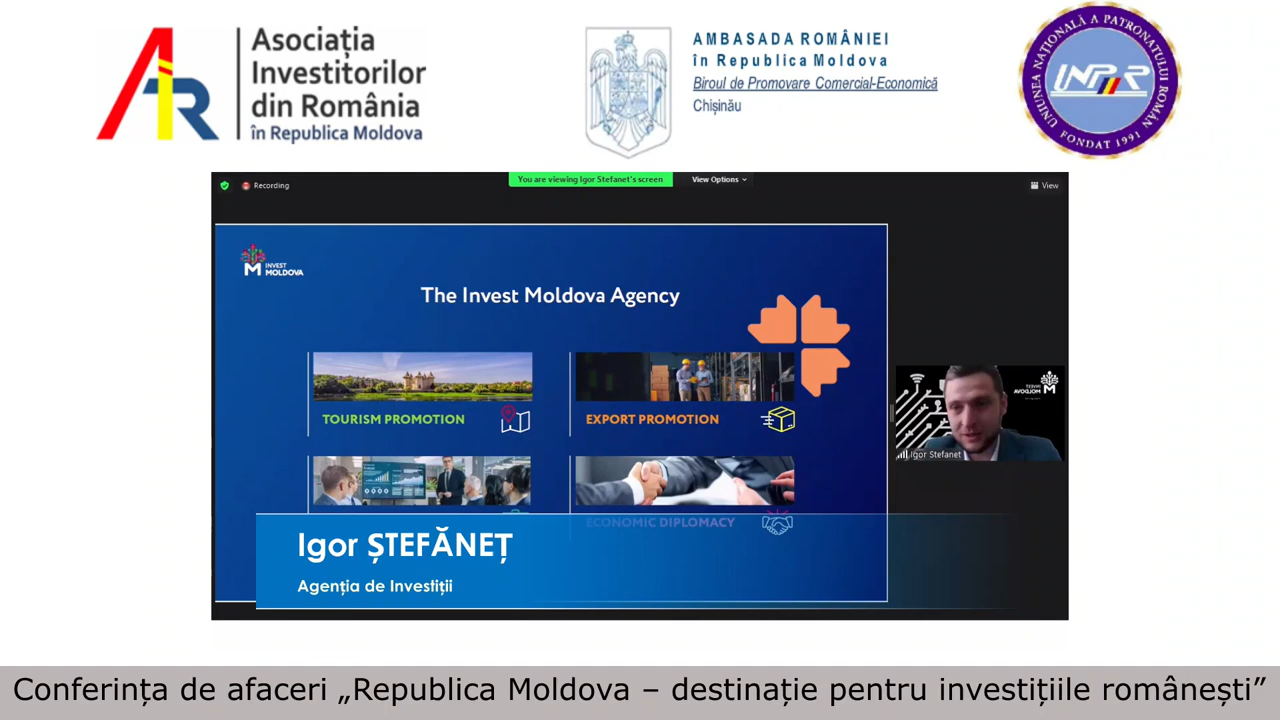 Asociația
Investitorilor
din România
în Republica Moldova
AMBASADA ROMÂNIEI
în Republica Moldova
Biroul de Promovare Comercial-Economică
Chișinău
UNIUNEA NAȚIONALĂ A PATRONATULUI ROMÂN
UNPR
FONDAT 1991
Recording
You are viewing Igor Stefanet's screen
View Options
View
M INVEST
MOLDOVA
The Invest Moldova Agency
TOURISM PROMOTION
EXPORT PROMOTION
ECONOMIC DIPLOMACY
INVEST
MOLDOVA
Igor Stefanet
Igor ȘTEFĂNEȚ
Agenția de Investiții
Conferința de afaceri „Republica Moldova – destinație pentru investițiile românești”